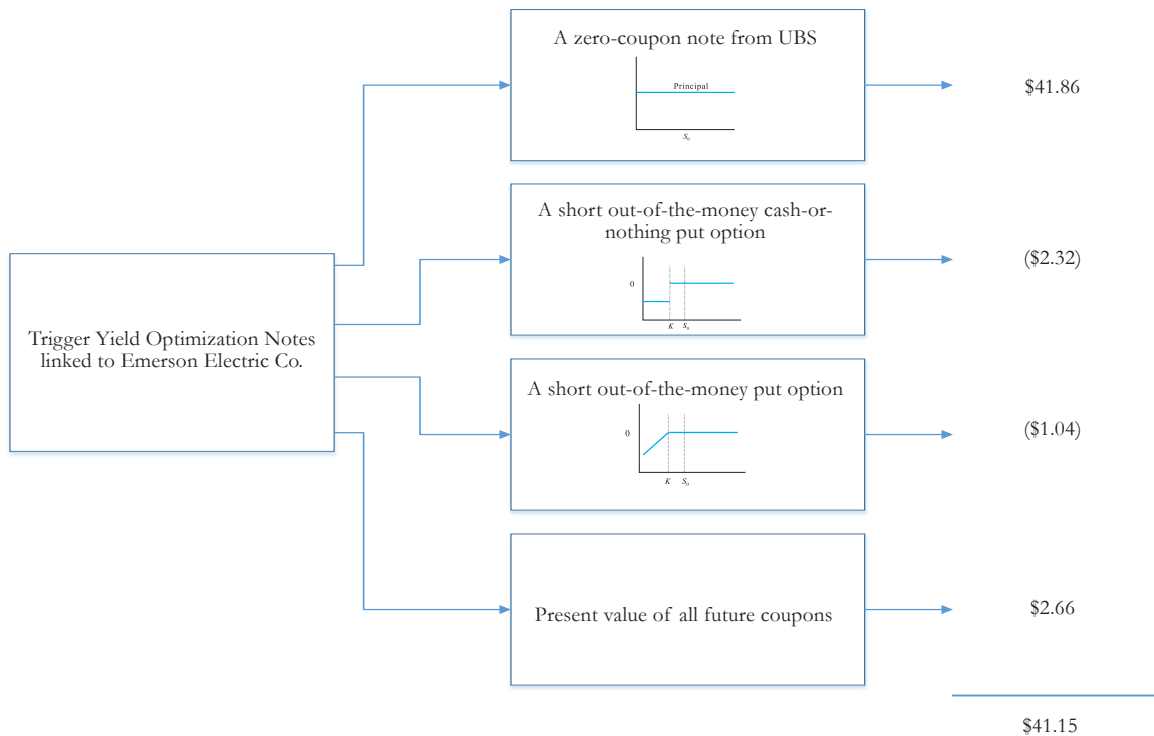 A zero-coupon note from UBS
Principal
S₀
$41.86
A short out-of-the-money cash-or-
nothing put option
0
K S₀
($2.32)
Trigger Yield Optimization Notes
linked to Emerson Electric Co.
A short out-of-the-money put option
0
K S₀
($1.04)
Present value of all future coupons
$2.66
$41.15